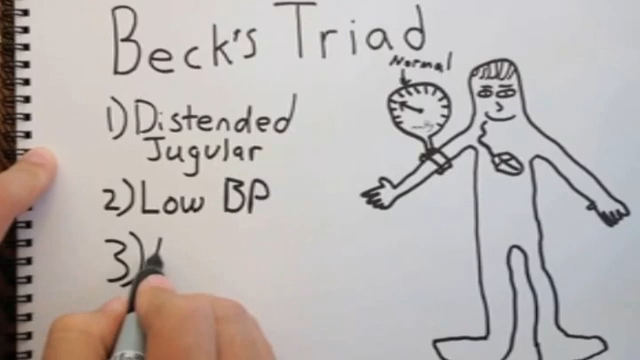 Beck's Triad
Normal
1) Distended
Jugular
2) Low BP
3)